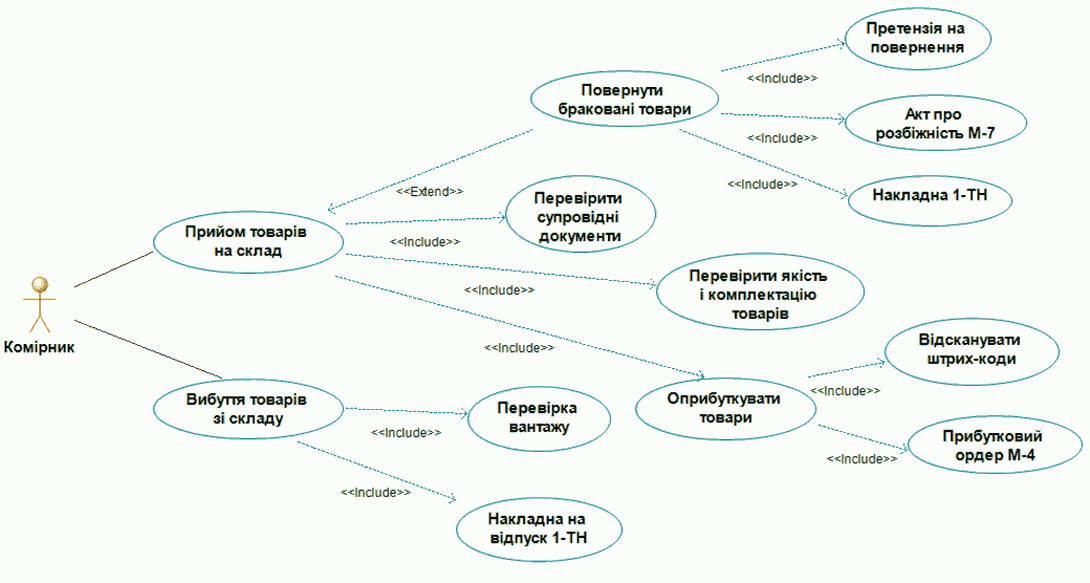 Претензія на
повернення
<<Include>>
Повернути
браковані товари
Акт про
розбіжність М-7
<<Include>>
<<Include>>
Накладна 1-ТН
<<Extend>>
Перевірити
супровідні
документи
Прийом товарів
на склад
<<Include>>
Перевірити якість
і комплектацію
товарів
<<Include>>
Комірник
<<Include>>
Відсканувати
штрих-коди
<<Include>>
Оприбуткувати
товари
Вибуття товарів
зі складу
Перевірка
вантажу
<<Include>>
Прибутковий
ордер М-4
<<Include>>
<<Include>>
Накладна на
відпуск 1-ТН